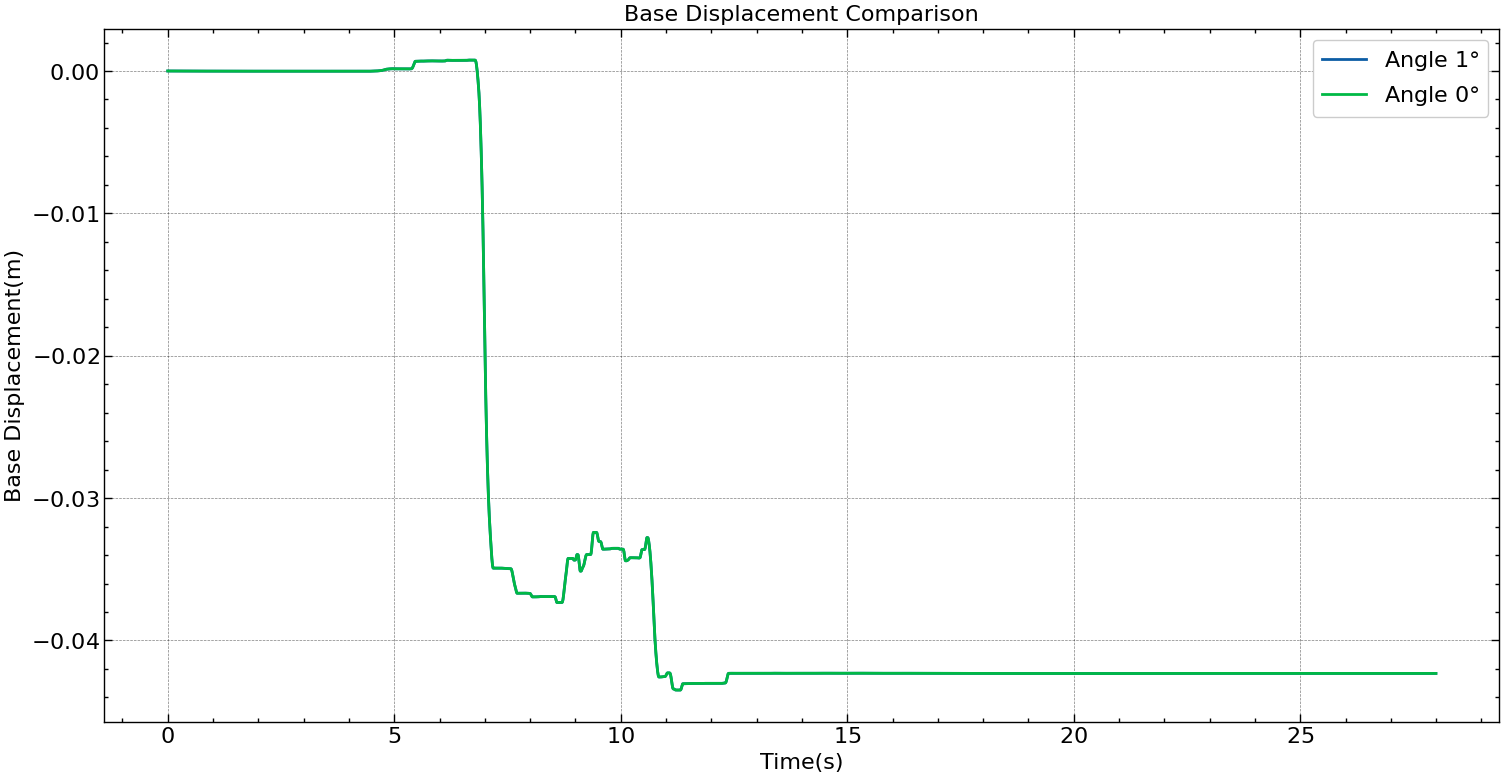 Base Displacement Comparison
Angle 1°
Angle 0°
Base Displacement(m)
0.00
−0.01
−0.02
−0.03
−0.04
0 5 10 15 20 25
Time(s)